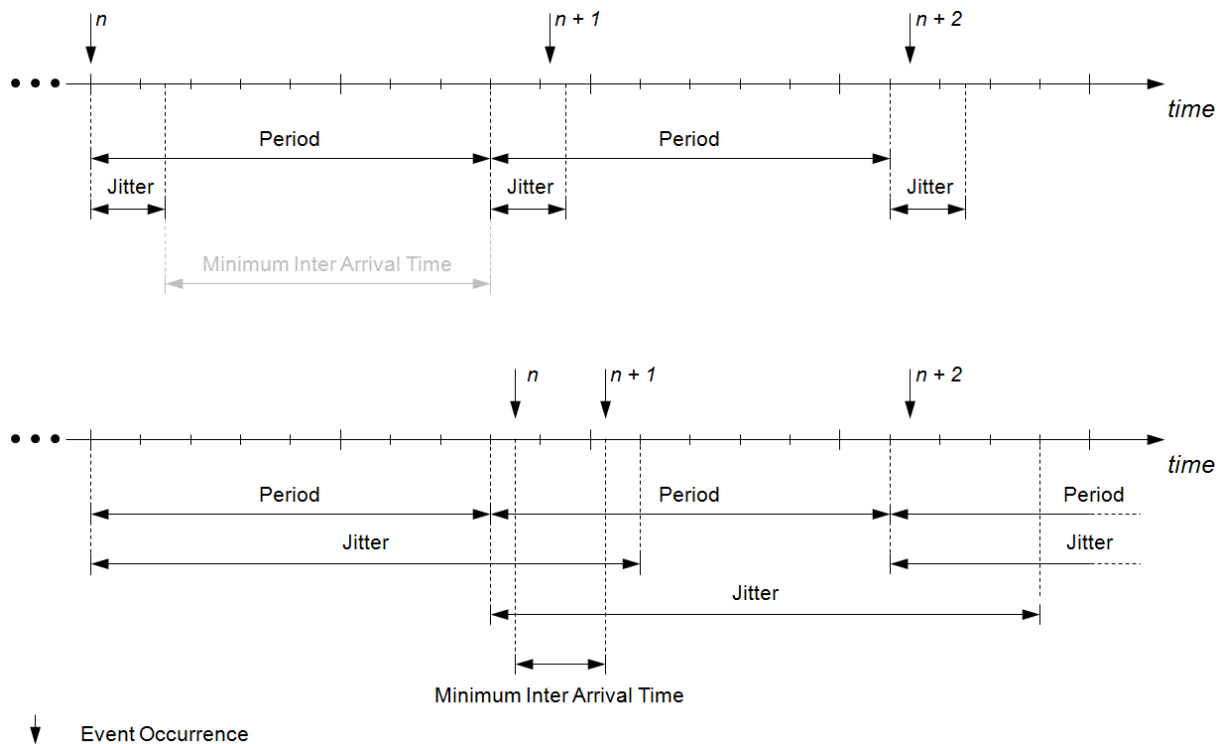 n
n + 1
n + 2
time
Period
Period
Jitter
Jitter
Jitter
Minimum Inter Arrival Time
n
n + 1
n + 2
time
Period
Period
Period
Jitter
Jitter
Jitter
Minimum Inter Arrival Time
Event Occurrence